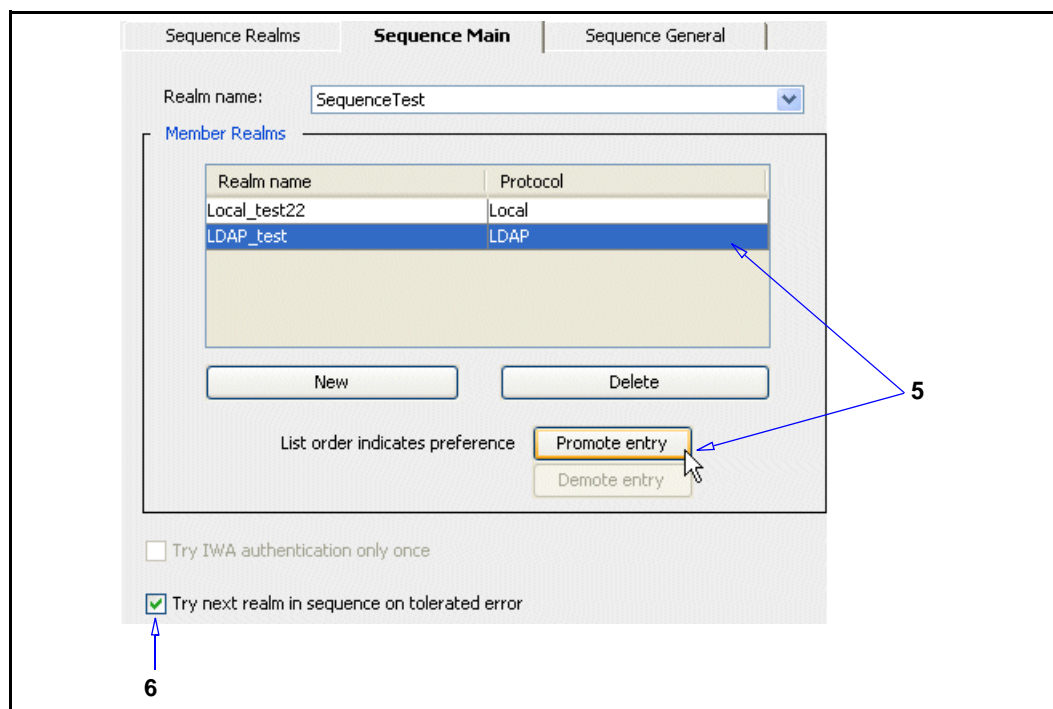 Sequence Realms Sequence Main Sequence General
Realm name: SequenceTest
Member Realms
Realm name Protocol
Local_test22 Local
LDAP_test LDAP
New Delete
5
List order indicates preference Promote entry
Demote entry
Try IWA authentication only once
Try next realm in sequence on tolerated error
6